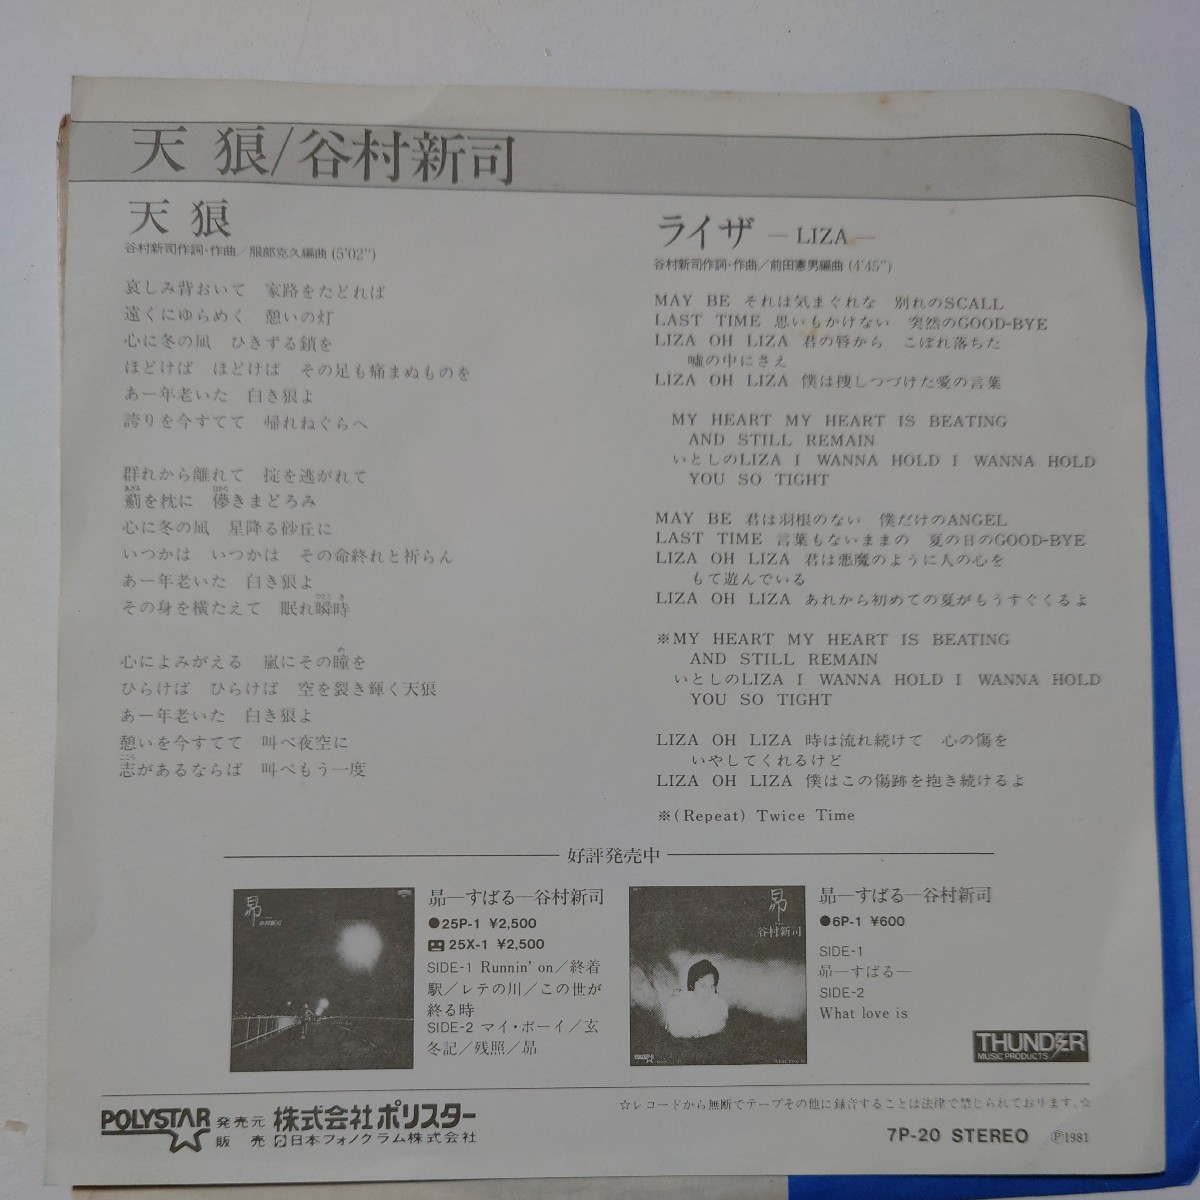 天狼/谷村新司
天狼
谷村新司作詞・作曲／服部克久編曲 (5'02")
哀しみ背おいて　家路をたどれば
遠くにゆらめく　憩いの灯
心に冬の凪　ひきずる鎖を
ほどけば　ほどけば　その足も痛まぬものを
あー年老いた　白き狼よ
誇りを今すてて　帰れねぐらへ
群れから離れて　掟を逃がれて
薊を枕に　儚きまどろみ
心に冬の凪　星降る砂丘に
いつかは　いつかは　その命終れと祈らん
あー年老いた　白き狼よ
その身を横たえて　眠れ瞬時
心によみがえる　嵐にその瞳を
ひらけば　ひらけば　空を裂き輝く天狼
あー年老いた　白き狼よ
憩いを今すてて　叫べ夜空に
志があるならば　叫べもう一度
ライザ ―LIZA―
谷村新司作詞・作曲／前田憲男編曲 (4'45")
MAY BE それは気まぐれな　別れのSCALL
LAST TIME 思いもかけない　突然のGOOD-BYE
LIZA OH LIZA 君の唇から　こぼれ落ちた
嘘の中にさえ
LIZA OH LIZA 僕は捜しつづけた愛の言葉
MY HEART MY HEART IS BEATING
AND STILL REMAIN
いとしのLIZA I WANNA HOLD I WANNA HOLD
YOU SO TIGHT
MAY BE 君は羽根のない　僕だけのANGEL
LAST TIME 言葉もないままの　夏の日のGOOD-BYE
LIZA OH LIZA 君は悪魔のように人の心を
もて遊んでいる
LIZA OH LIZA あれから初めての夏がもうすぐくるよ
※MY HEART MY HEART IS BEATING
AND STILL REMAIN
いとしのLIZA I WANNA HOLD I WANNA HOLD
YOU SO TIGHT
LIZA OH LIZA 時は流れ続けて　心の傷を
いやしてくれるけど
LIZA OH LIZA 僕はこの傷跡を抱き続けるよ
※(Repeat) Twice Time
好評発売中
昴
谷村新司
昴―すばる―谷村新司
●25P-1 ¥2,500
25X-1 ¥2,500
SIDE-1 Runnin' on／終着
駅／レテの川／この世が
終る時
SIDE-2 マイ・ボーイ／玄
冬記／残照／昴
昴
谷村新司
昴―すばる―谷村新司
●6P-1 ¥600
SIDE-1
昴―すばる―
SIDE-2
What love is
THUNDER
MUSIC PRODUCTS
POLYSTAR
発売元 株式会社ポリスター
販売 日本フォノグラム株式会社
☆レコードから無断でテープその他に録音することは法律で禁じられております。☆
7P-20 STEREO Ⓟ1981